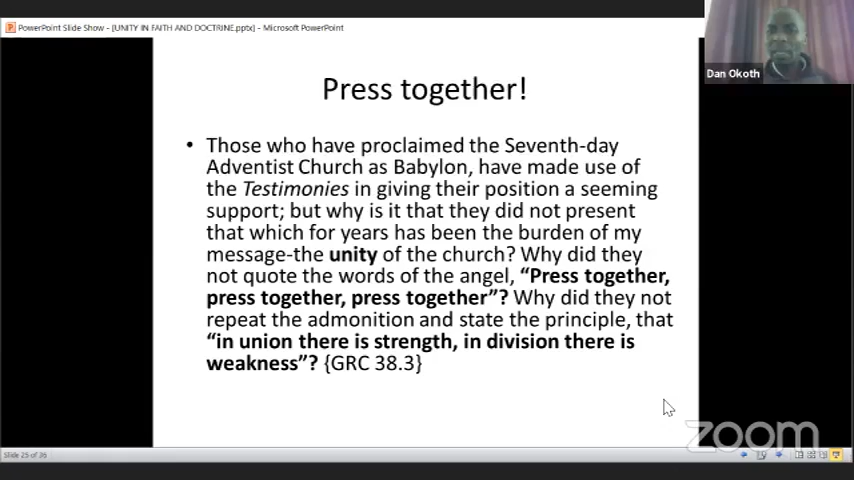 PowerPoint Slide Show - [UNITY IN FAITH AND DOCTRINE.pptx] - Microsoft PowerPoint
Dan Okoth
Press together!
• Those who have proclaimed the Seventh-day
Adventist Church as Babylon, have made use of
the Testimonies in giving their position a seeming
support; but why is it that they did not present
that which for years has been the burden of my
message-the unity of the church? Why did they
not quote the words of the angel, “Press together,
press together, press together”? Why did they not
repeat the admonition and state the principle, that
“in union there is strength, in division there is
weakness”? {GRC 38.3}
zoom
Slide 25 of 36